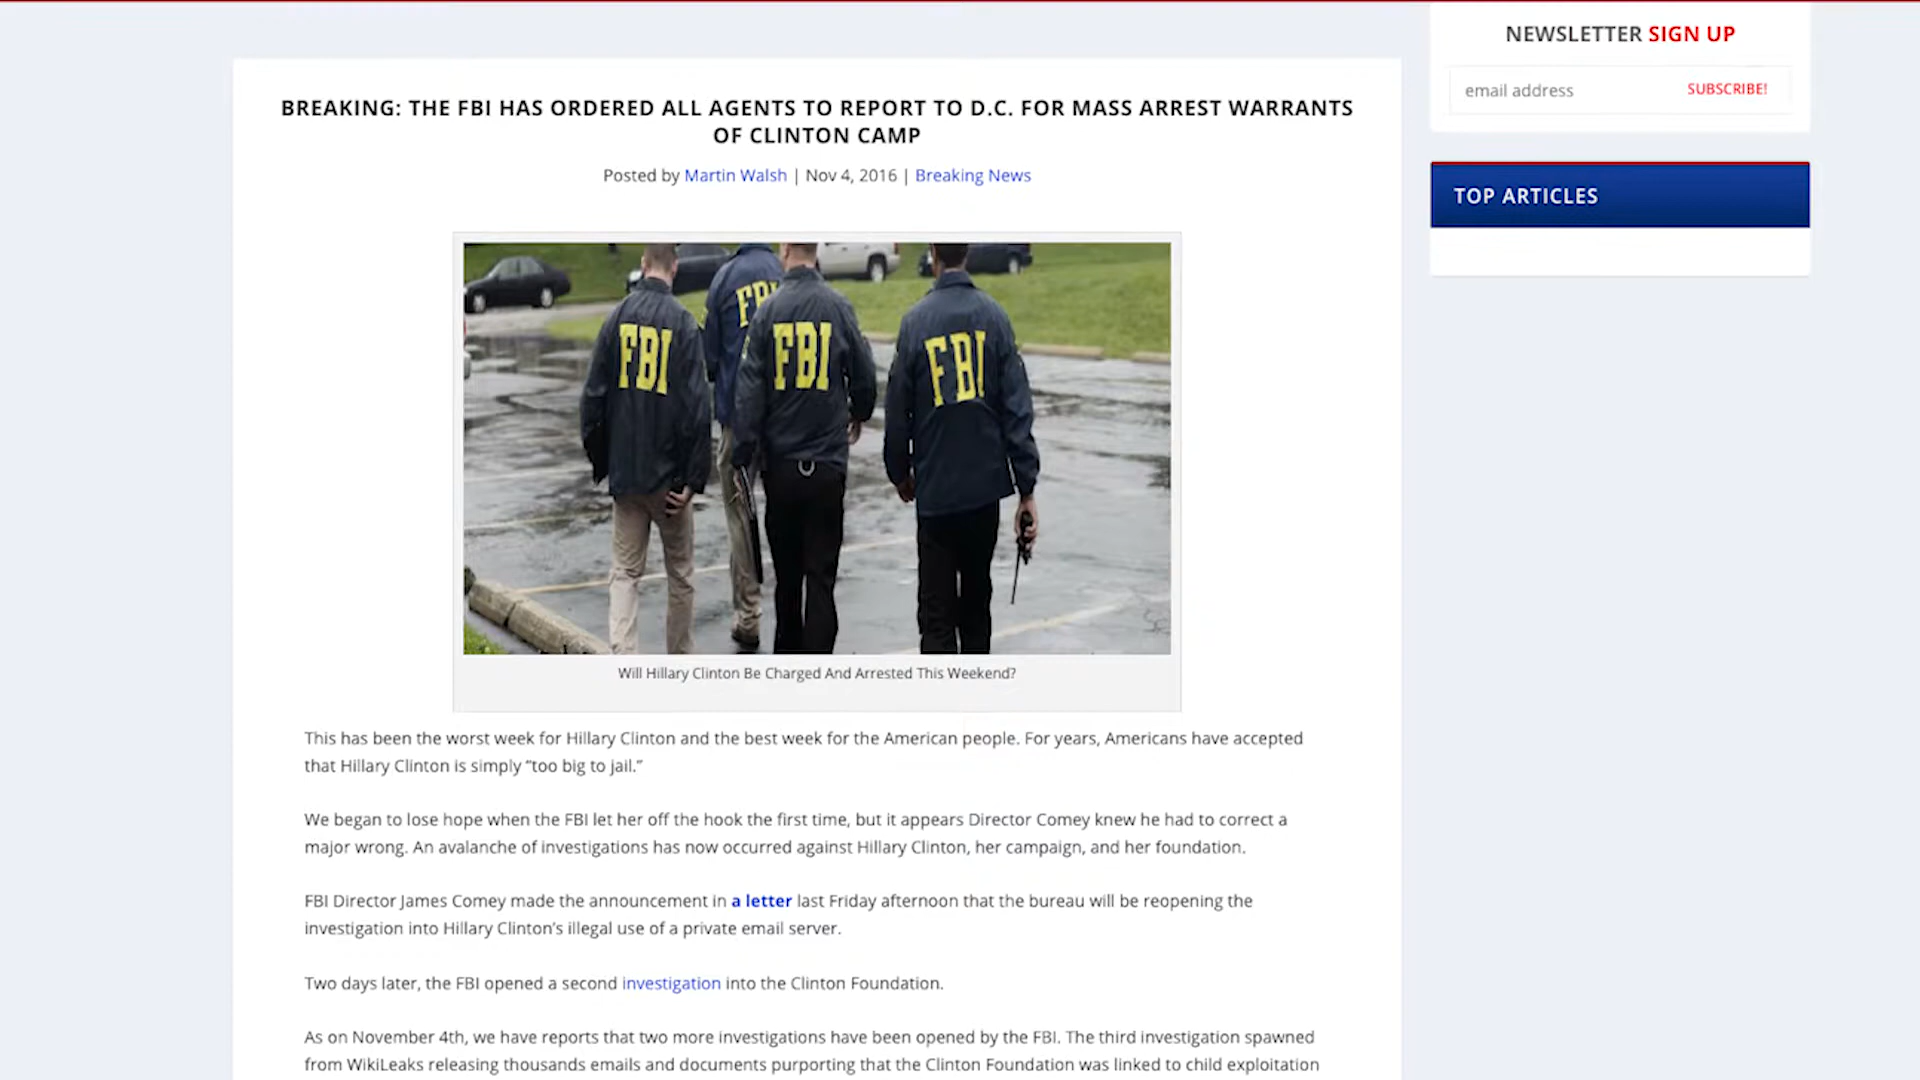 NEWSLETTER SIGN UP
email address SUBSCRIBE!
TOP ARTICLES
BREAKING: THE FBI HAS ORDERED ALL AGENTS TO REPORT TO D.C. FOR MASS ARREST WARRANTS
OF CLINTON CAMP
Posted by Martin Walsh | Nov 4, 2016 | Breaking News
FBI
FBI
FBI
FBI
Will Hillary Clinton Be Charged And Arrested This Weekend?
This has been the worst week for Hillary Clinton and the best week for the American people. For years, Americans have accepted
that Hillary Clinton is simply “too big to jail.”
We began to lose hope when the FBI let her off the hook the first time, but it appears Director Comey knew he had to correct a
major wrong. An avalanche of investigations has now occurred against Hillary Clinton, her campaign, and her foundation.
FBI Director James Comey made the announcement in a letter last Friday afternoon that the bureau will be reopening the
investigation into Hillary Clinton’s illegal use of a private email server.
Two days later, the FBI opened a second investigation into the Clinton Foundation.
As on November 4th, we have reports that two more investigations have been opened by the FBI. The third investigation spawned
from WikiLeaks releasing thousands emails and documents purporting that the Clinton Foundation was linked to child exploitation